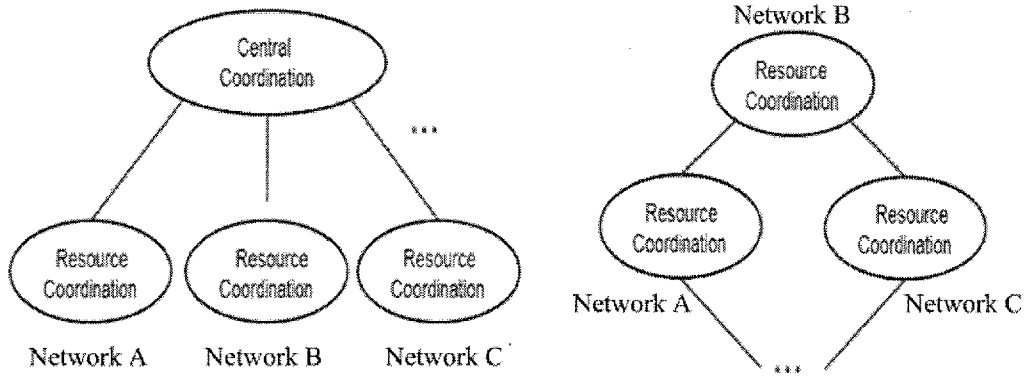 Central
Coordination
...
Resource
Coordination
Resource
Coordination
Resource
Coordination
Network A
Network B
Network C
Network B
Resource
Coordination
Resource
Coordination
Resource
Coordination
Network A
Network C
...